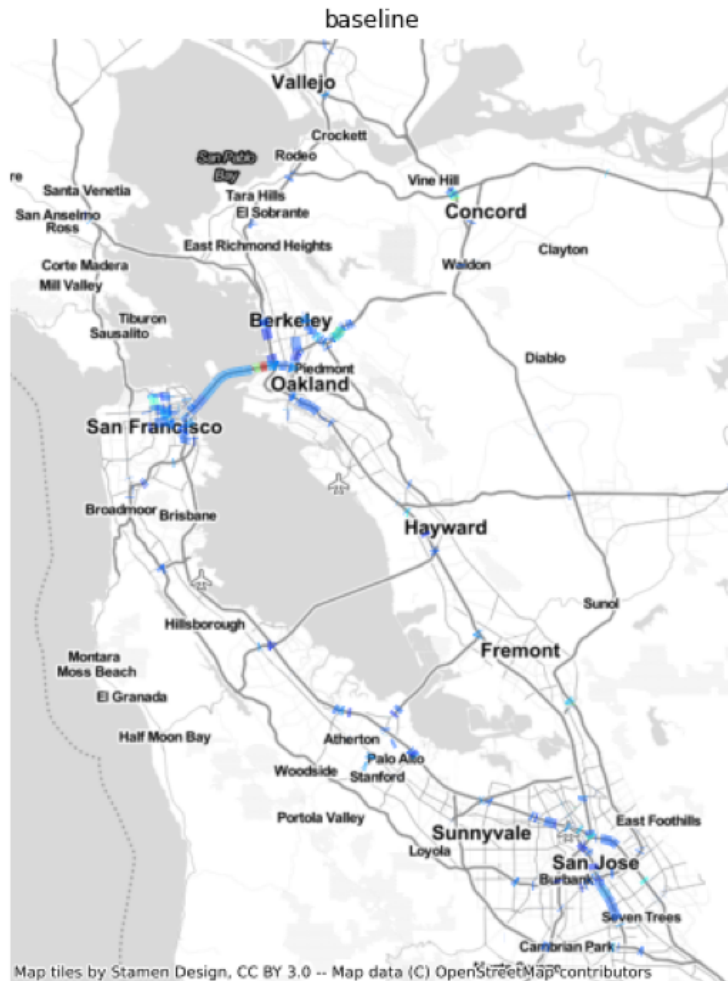 baseline
Vallejo
Crockett
San Pablo
Bay
Rodeo
re
Santa Venetia
Vine Hill
Tara Hills
San Anselmo
El Sobrante
Concord
Ross
East Richmond Heights
Clayton
Corte Madera
Waldon
Mill Valley
Tiburon
Berkeley
Sausalito
Diablo
Piedmont
Oakland
San Francisco
Broadmoor
Brisbane
Hayward
Sunol
Hillsborough
Fremont
Montara
Moss Beach
El Granada
Half Moon Bay
Atherton
Palo Alto
Woodside
Stanford
Portola Valley
East Foothills
Sunnyvale
Loyola
San Jose
Burbank
Seven Trees
Cambrian Park
Map tiles by Stamen Design, CC BY 3.0 -- Map data (C) OpenStreetMap contributors